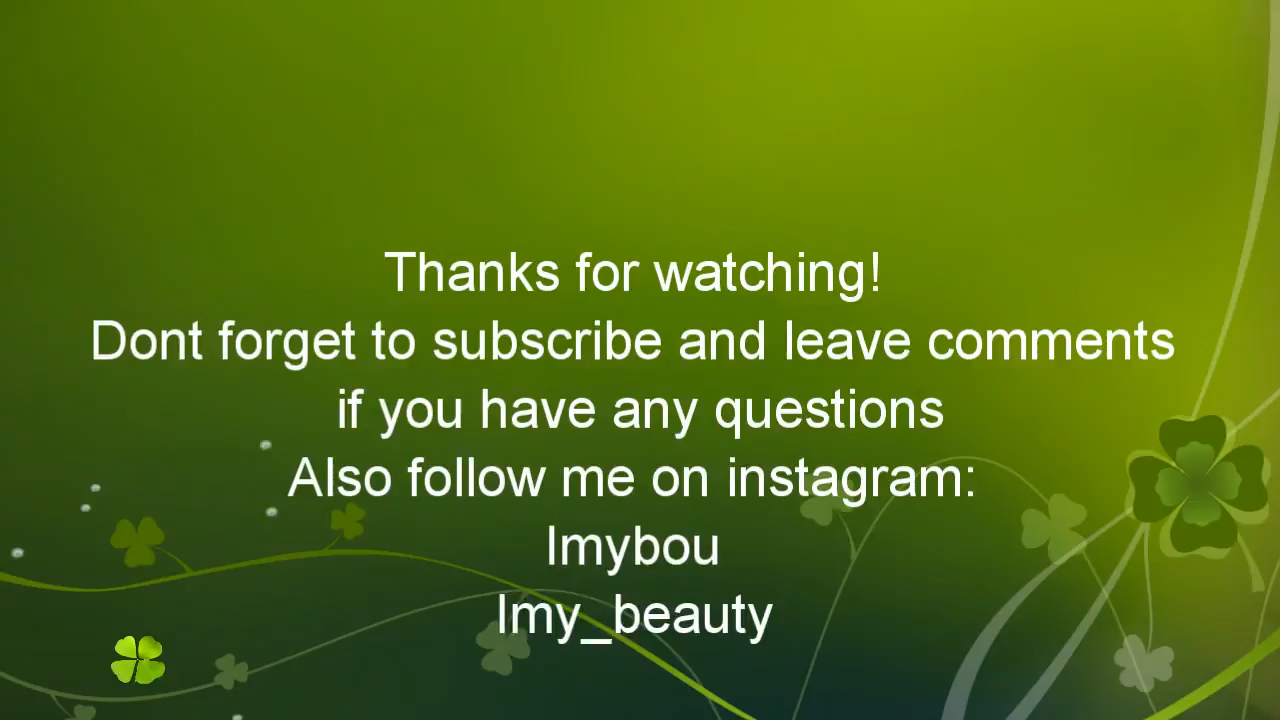 Thanks for watching!
Dont forget to subscribe and leave comments
if you have any questions
Also follow me on instagram:
Imybou
Imy_beauty